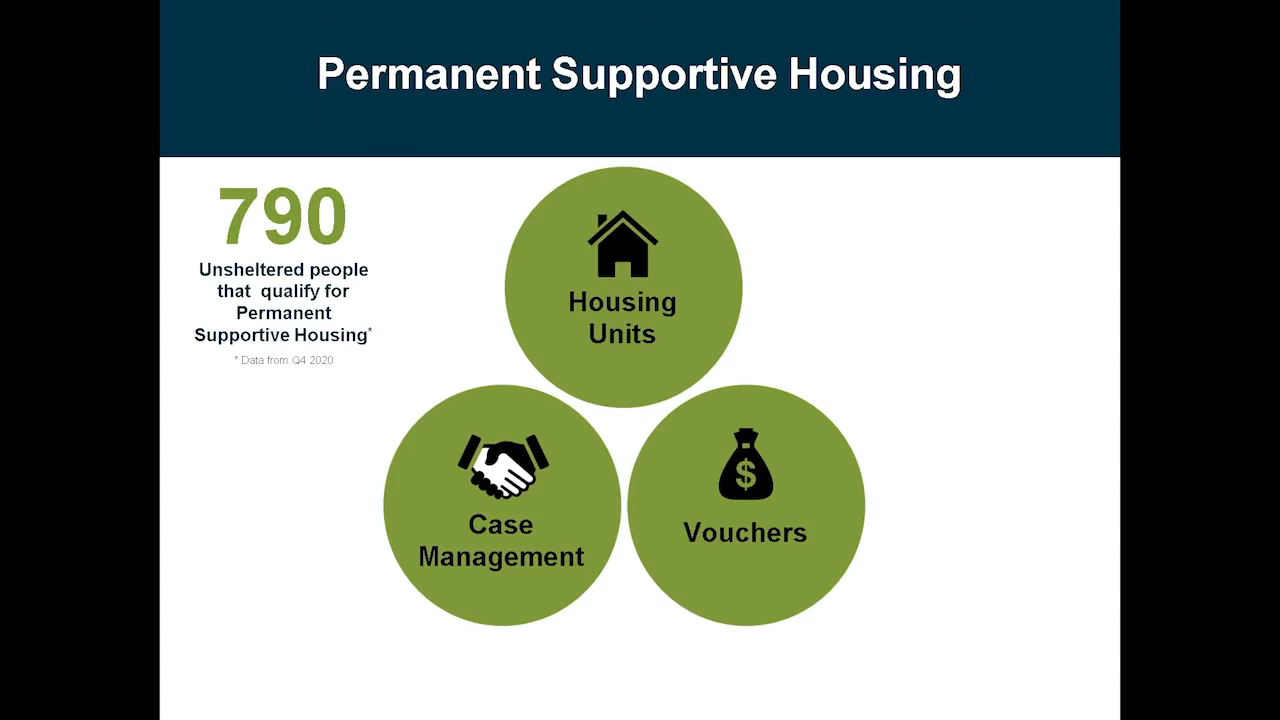 Permanent Supportive Housing
790
Unsheltered people
that qualify for
Permanent
Supportive Housing*
* Data from Q4 2020
Housing
Units
Case
Management
$
Vouchers